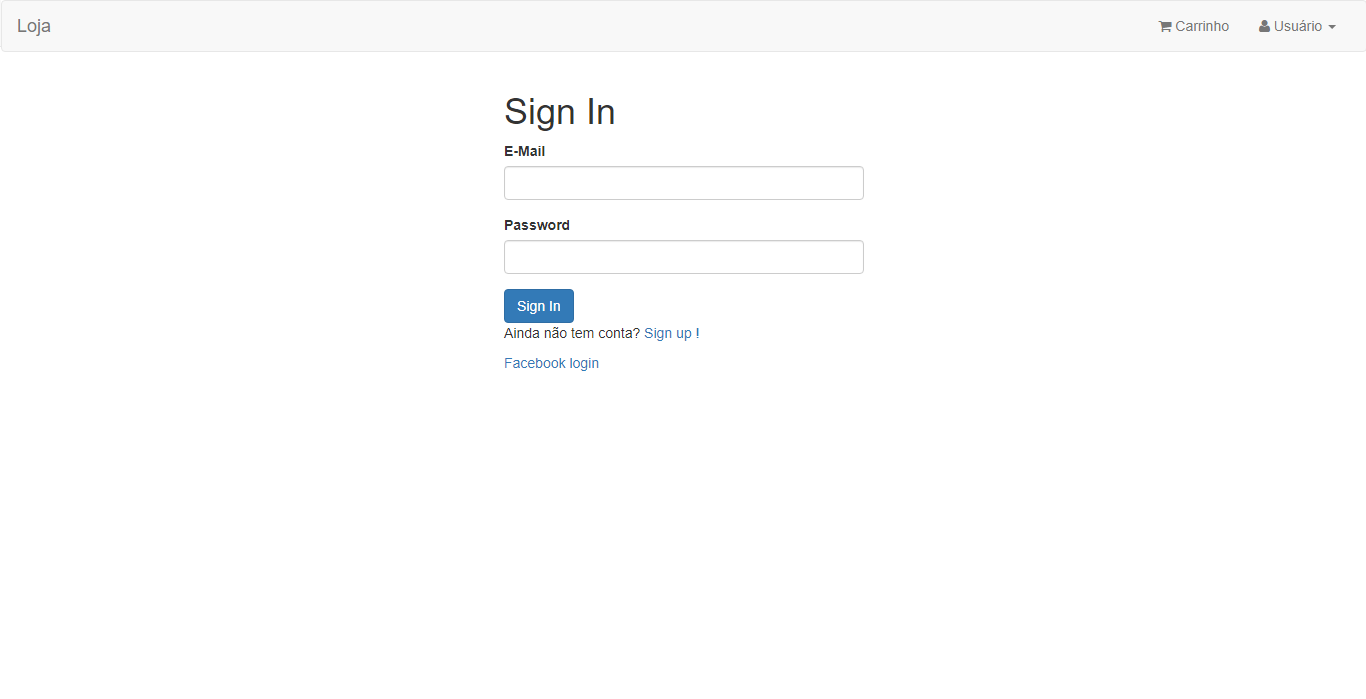 Loja
Carrinho
Usuário
Sign In
E-Mail
Password
Sign In
Ainda não tem conta? Sign up !
Facebook login